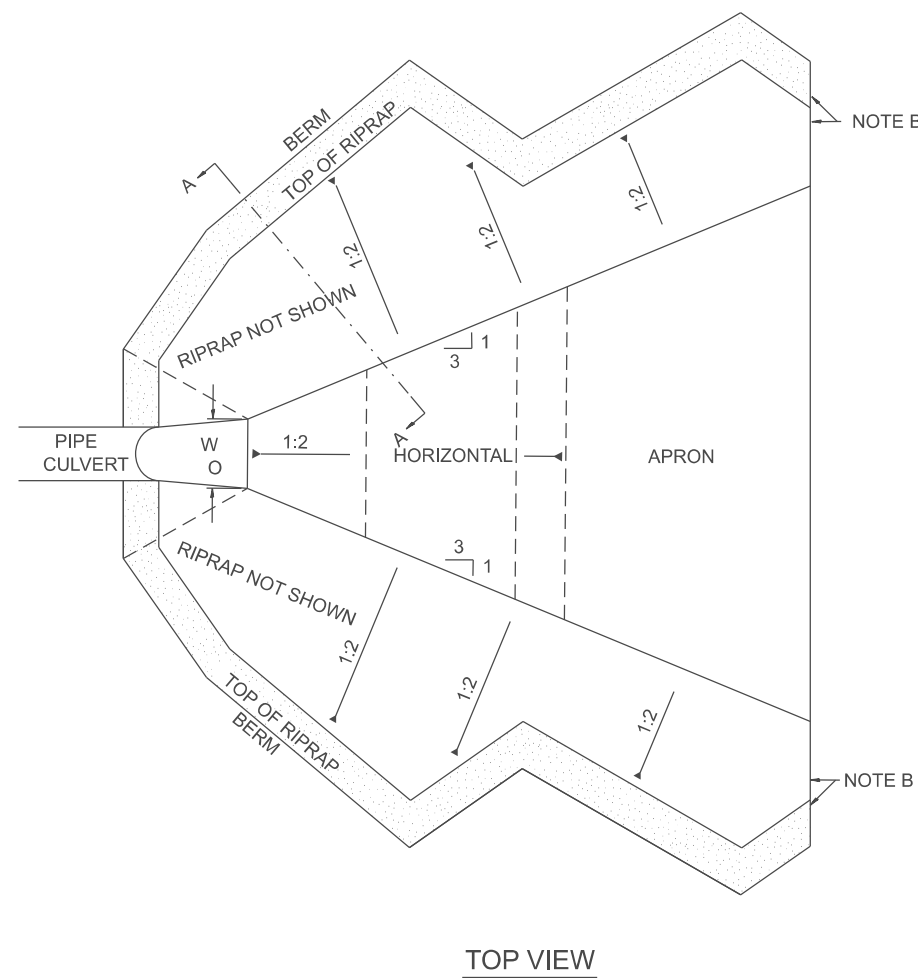 BERM
TOP OF RIPRAP
NOTE B
A
1:2
1:2
1:2
RIPRAP NOT SHOWN
1
3
A
PIPE
CULVERT
W
O
1:2
HORIZONTAL
APRON
3
1
RIPRAP NOT SHOWN
1:2
1:2
1:2
TOP OF RIPRAP
BERM
NOTE B
TOP VIEW